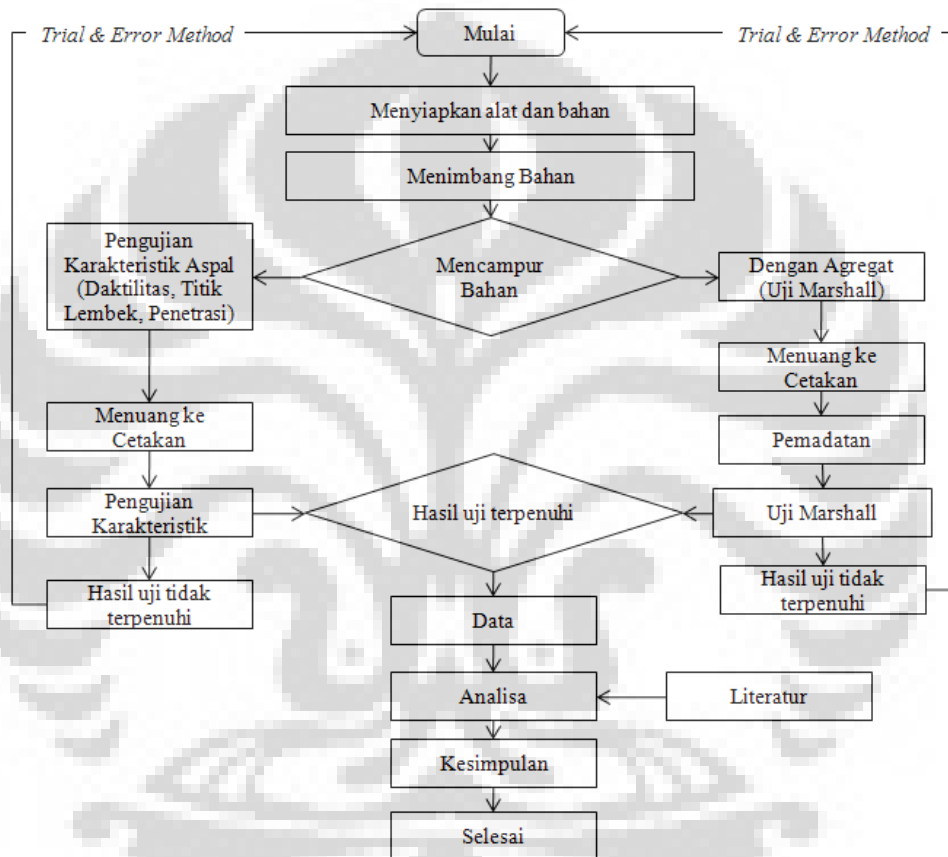 Trial & Error Method
Mulai
Trial & Error Method
Menyiapkan alat dan bahan
Menimbang Bahan
Pengujian
Karakteristik Aspal
(Daktilitas, Titik
Lembek, Penetrasi)
Mencampur
Bahan
Dengan Agregat
(Uji Marshall)
Menuang ke
Cetakan
Menuang ke
Cetakan
Pemadatan
Pengujian
Karakteristik
Hasil uji terpenuhi
Uji Marshall
Hasil uji tidak
terpenuhi
Hasil uji tidak
terpenuhi
Data
Analisa
Literatur
Kesimpulan
Selesai